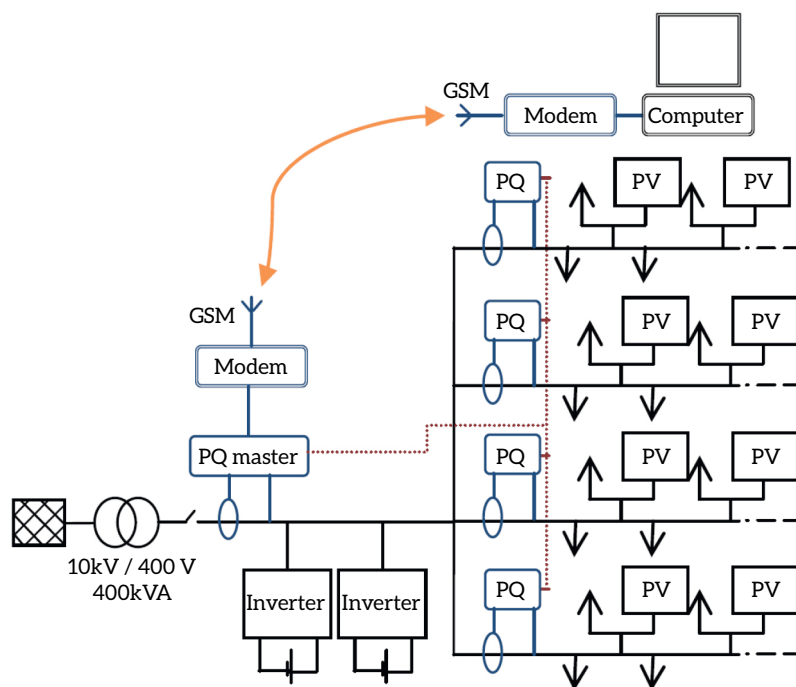 GSM
Modem
Computer
PQ
PV
PV
GSM
PQ
PV
PV
Modem
PQ master
PQ
PV
PV
10kV / 400 V
400kVA
Inverter
Inverter
PQ
PV
PV